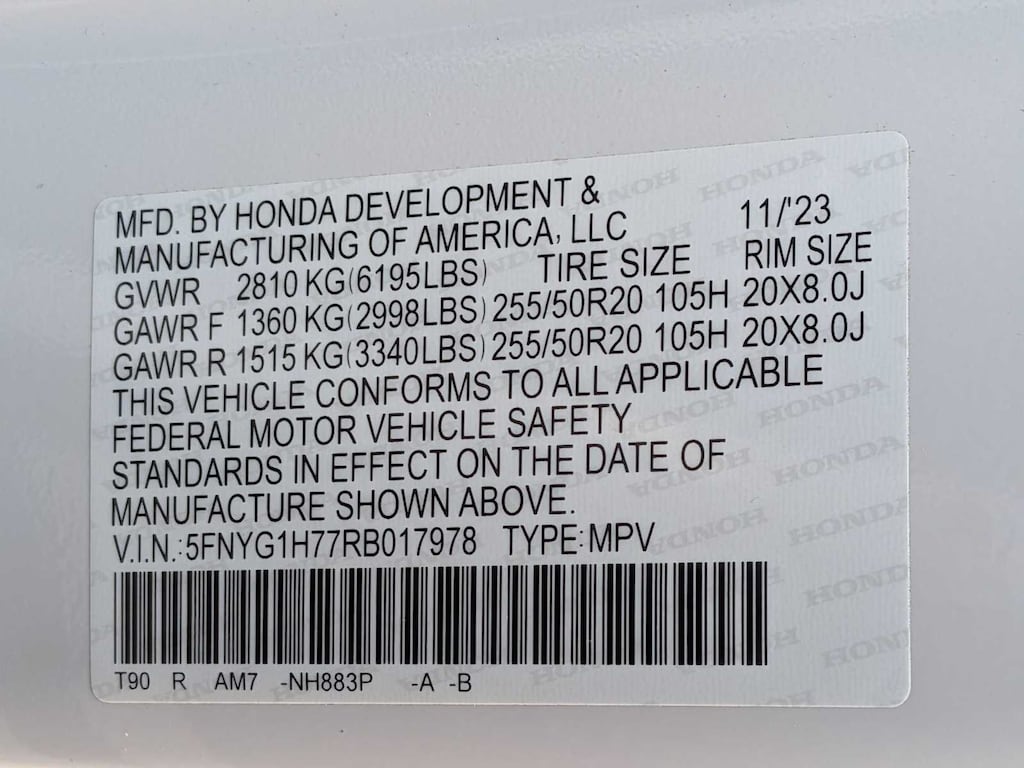 MFD. BY HONDA DEVELOPMENT &
MANUFACTURING OF AMERICA, LLC 11/'23
GVWR 2810 KG(6195LBS) TIRE SIZE RIM SIZE
GAWR F 1360 KG(2998LBS) 255/50R20 105H 20X8.0J
GAWR R 1515 KG(3340LBS) 255/50R20 105H 20X8.0J
THIS VEHICLE CONFORMS TO ALL APPLICABLE
FEDERAL MOTOR VEHICLE SAFETY
STANDARDS IN EFFECT ON THE DATE OF
MANUFACTURE SHOWN ABOVE.
V.I.N.:5FNYG1H77RB017978 TYPE:MPV
T90 R AM7 -NH883P -A -B